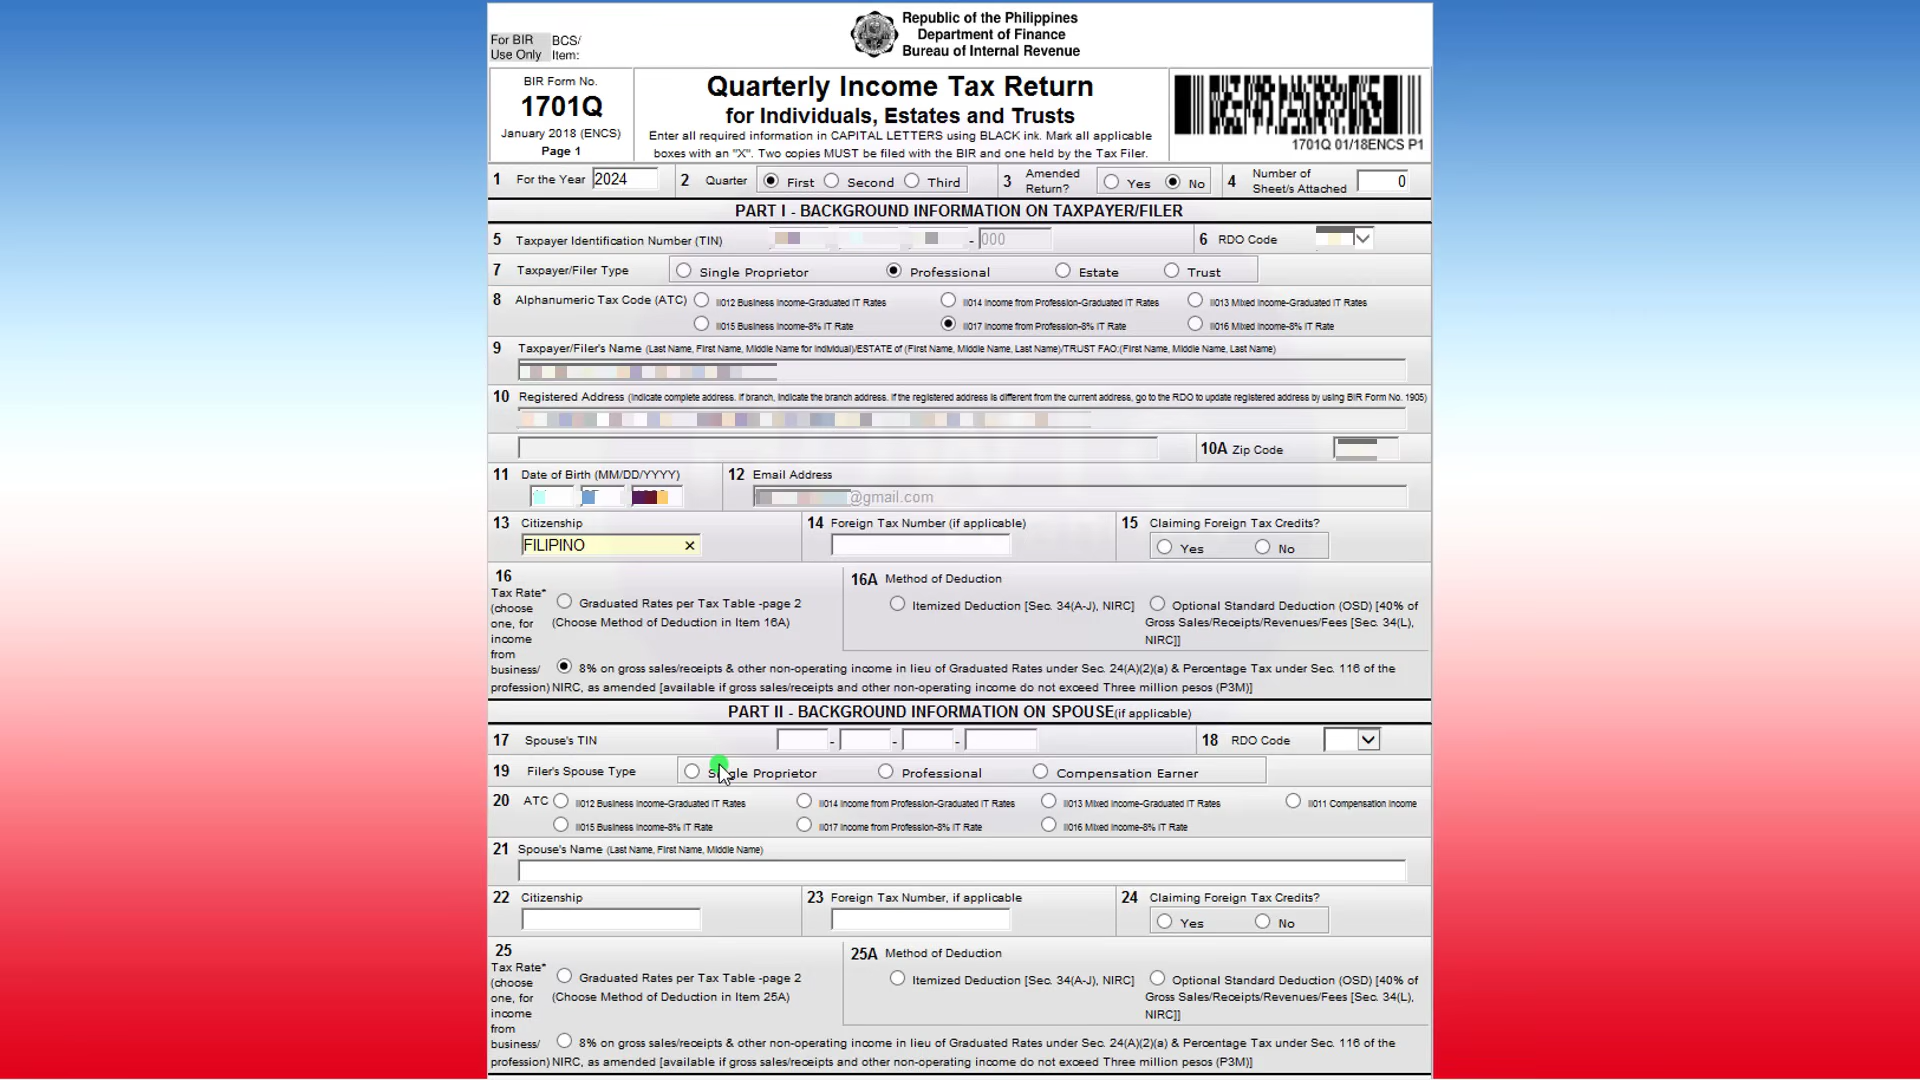 For BIR
Use Only
BCS/
Item:
Republic of the Philippines
Department of Finance
Bureau of Internal Revenue
BIR Form No.
1701Q
January 2018 (ENCS)
Page 1
Quarterly Income Tax Return
for Individuals, Estates and Trusts
Enter all required information in CAPITAL LETTERS using BLACK ink. Mark all applicable
boxes with an "X". Two copies MUST be filed with the BIR and one held by the Tax Filer.
1701Q 01/18ENCS P1
1 For the Year 2024 2 Quarter First Second Third 3 Amended Return? Yes No 4 Number of Sheet/s Attached 0
PART I - BACKGROUND INFORMATION ON TAXPAYER/FILER
5 Taxpayer Identification Number (TIN) - 000 6 RDO Code
7 Taxpayer/Filer Type Single Proprietor Professional Estate Trust
8 Alphanumeric Tax Code (ATC) II012 Business Income-Graduated IT Rates II014 Income from Profession-Graduated IT Rates II013 Mixed Income-Graduated IT Rates
II015 Business Income-8% IT Rate II017 Income from Profession-8% IT Rate II016 Mixed Income-8% IT Rate
9 Taxpayer/Filer's Name (Last Name, First Name, Middle Name for Individual)/ESTATE of (First Name, Middle Name, Last Name)/TRUST FAO:(First Name, Middle Name, Last Name)
10 Registered Address (Indicate complete address. If branch, indicate the branch address. If the registered address is different from the current address, go to the RDO to update registered address by using BIR Form No. 1905)
10A Zip Code
11 Date of Birth (MM/DD/YYYY) 12 Email Address
@gmail.com
13 Citizenship 14 Foreign Tax Number (if applicable) 15 Claiming Foreign Tax Credits?
FILIPINO × Yes No
16
Tax Rate*
(choose
one, for
income
from
business/
profession)
Graduated Rates per Tax Table -page 2
(Choose Method of Deduction in Item 16A)
16A Method of Deduction
Itemized Deduction [Sec. 34(A-J), NIRC]
Optional Standard Deduction (OSD) [40% of
Gross Sales/Receipts/Revenues/Fees [Sec. 34(L),
NIRC]]
8% on gross sales/receipts & other non-operating income in lieu of Graduated Rates under Sec. 24(A)(2)(a) & Percentage Tax under Sec. 116 of the
NIRC, as amended [available if gross sales/receipts and other non-operating income do not exceed Three million pesos (P3M)]
PART II - BACKGROUND INFORMATION ON SPOUSE(if applicable)
17 Spouse's TIN - - - 18 RDO Code
19 Filer's Spouse Type Single Proprietor Professional Compensation Earner
20 ATC II012 Business Income-Graduated IT Rates II014 Income from Profession-Graduated IT Rates II013 Mixed Income-Graduated IT Rates II011 Compensation Income
II015 Business Income-8% IT Rate II017 Income from Profession-8% IT Rate II016 Mixed Income-8% IT Rate
21 Spouse's Name (Last Name, First Name, Middle Name)
22 Citizenship 23 Foreign Tax Number, if applicable 24 Claiming Foreign Tax Credits?
Yes No
25
Tax Rate*
(choose
one, for
income
from
business/
profession)
Graduated Rates per Tax Table -page 2
(Choose Method of Deduction in Item 25A)
25A Method of Deduction
Itemized Deduction [Sec. 34(A-J), NIRC]
Optional Standard Deduction (OSD) [40% of
Gross Sales/Receipts/Revenues/Fees [Sec. 34(L),
NIRC]]
8% on gross sales/receipts & other non-operating income in lieu of Graduated Rates under Sec. 24(A)(2)(a) & Percentage Tax under Sec. 116 of the
NIRC, as amended [available if gross sales/receipts and other non-operating income do not exceed Three million pesos (P3M)]